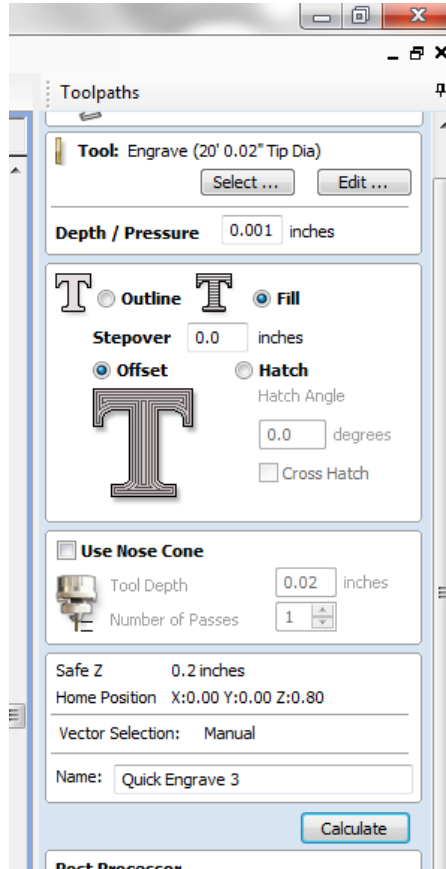 Toolpaths
Tool: Engrave (20' 0.02" Tip Dia)
Select ... Edit ...
Depth / Pressure 0.001 inches
T Outline T Fill
Stepover 0.0 inches
Offset Hatch
T
Hatch Angle
0.0 degrees
Cross Hatch
Use Nose Cone
Tool Depth 0.02 inches
Number of Passes 1
Safe Z 0.2 inches
Home Position X:0.00 Y:0.00 Z:0.80
Vector Selection: Manual
Name: Quick Engrave 3
Calculate
Post Processor